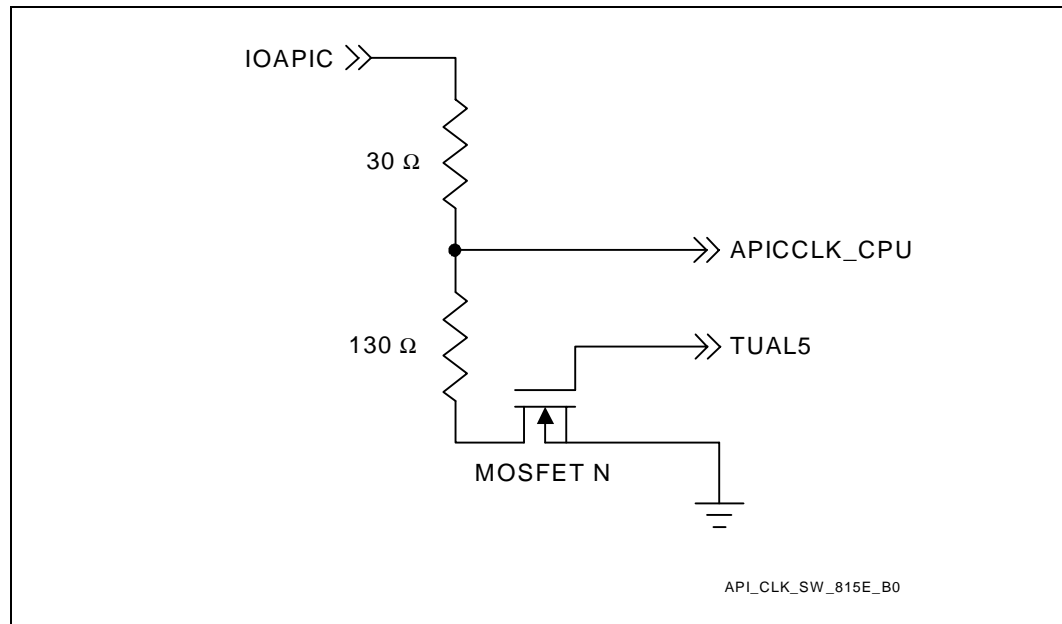 IOAPIC
30 Ω
APICCLK_CPU
130 Ω
TUAL5
MOSFET N
API_CLK_SW_815E_B0